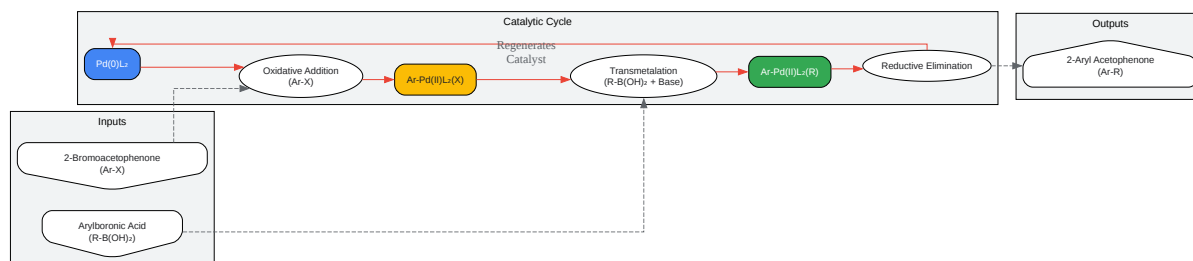 Catalytic Cycle
Outputs
Regenerates
Catalyst
Pd(0)L₂
Oxidative Addition
(Ar-X)
Ar-Pd(II)L₂(X)
Transmetalation
(R-B(OH)₂ + Base)
Ar-Pd(II)L₂(R)
Reductive Elimination
2-Aryl Acetophenone
(Ar-R)
Inputs
2-Bromoacetophenone
(Ar-X)
Arylboronic Acid
(R-B(OH)₂)